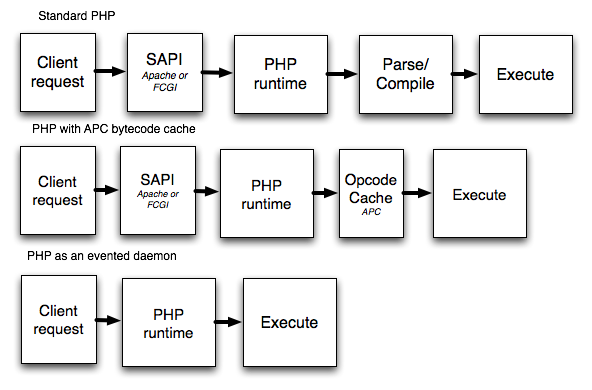 Standard PHP
Client
request
SAPI
Apache or
FCGI
PHP
runtime
Parse/
Compile
Execute
PHP with APC bytecode cache
Client
request
SAPI
Apache or
FCGI
PHP
runtime
Opcode
Cache
APC
Execute
PHP as an evented daemon
Client
request
PHP
runtime
Execute